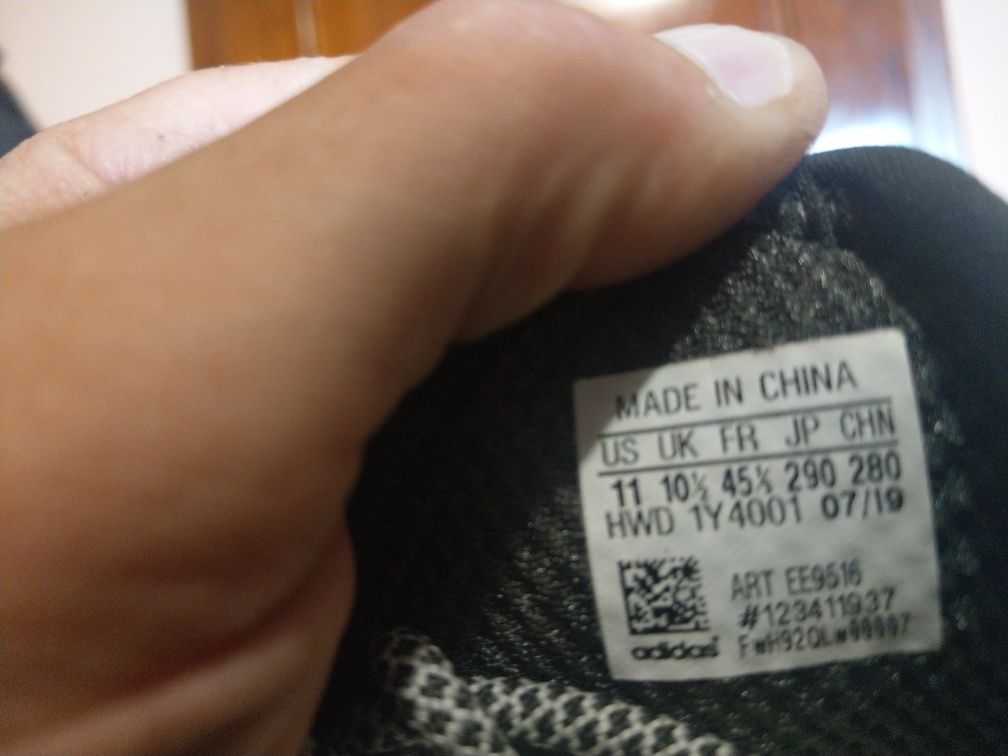 MADE IN CHINA
US UK FR JP CHN
11 10½ 45⅓ 290 280
HWD 1Y4001 07/19
ART EE9516
#123411937
adidas